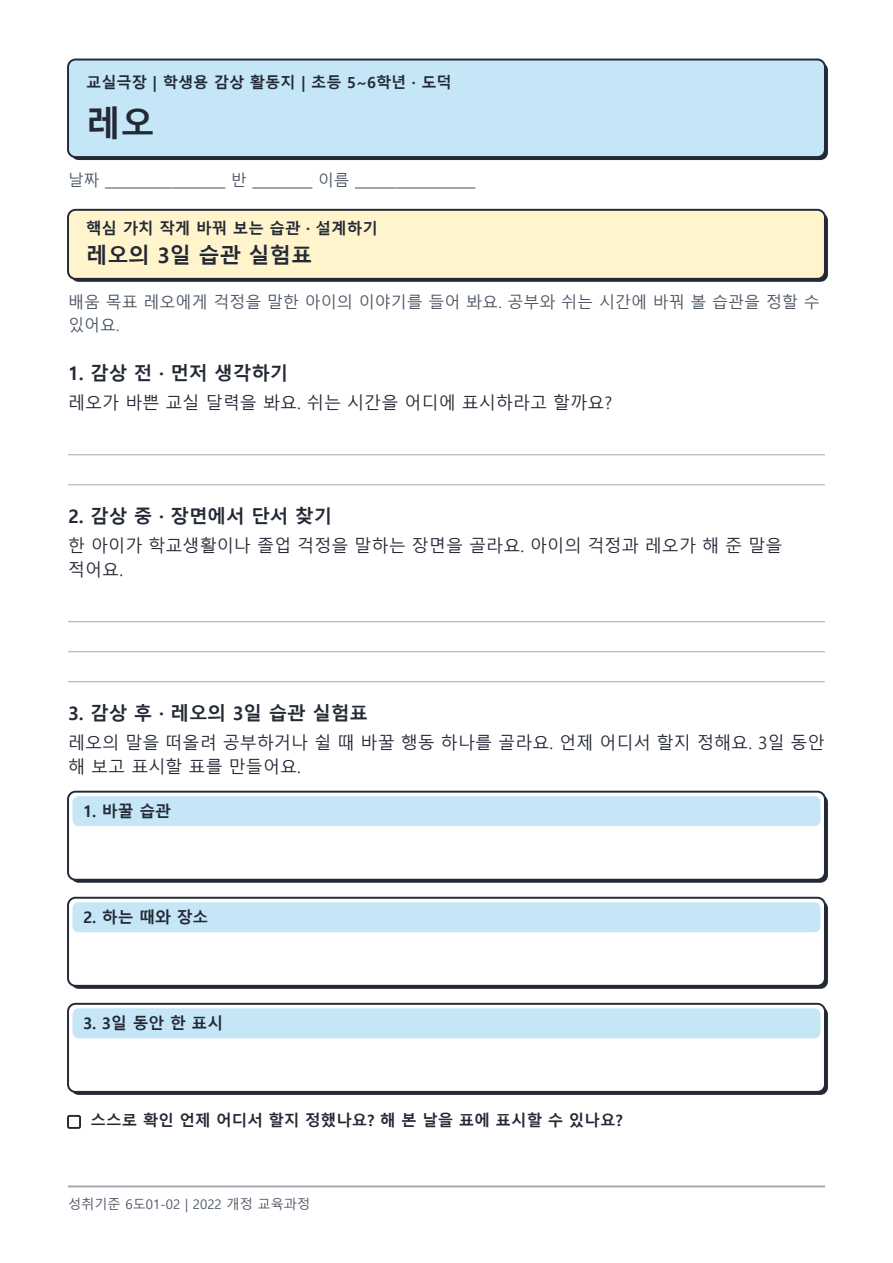 교실극장 | 학생용 감상 활동지 | 초등 5~6학년 · 도덕
레오
날짜 _______________ 반 _______ 이름 _______________
핵심 가치 작게 바꿔 보는 습관 · 설계하기
레오의 3일 습관 실험표
배움 목표 레오에게 걱정을 말한 아이의 이야기를 들어 봐요. 공부와 쉬는 시간에 바꿔 볼 습관을 정할 수
있어요.
1. 감상 전 · 먼저 생각하기
레오가 바쁜 교실 달력을 봐요. 쉬는 시간을 어디에 표시하라고 할까요?
2. 감상 중 · 장면에서 단서 찾기
한 아이가 학교생활이나 졸업 걱정을 말하는 장면을 골라요. 아이의 걱정과 레오가 해 준 말을
적어요.
3. 감상 후 · 레오의 3일 습관 실험표
레오의 말을 떠올려 공부하거나 쉴 때 바꿀 행동 하나를 골라요. 언제 어디서 할지 정해요. 3일 동안
해 보고 표시할 표를 만들어요.
1. 바꿀 습관
2. 하는 때와 장소
3. 3일 동안 한 표시
스스로 확인 언제 어디서 할지 정했나요? 해 본 날을 표에 표시할 수 있나요?
성취기준 6도01-02 | 2022 개정 교육과정